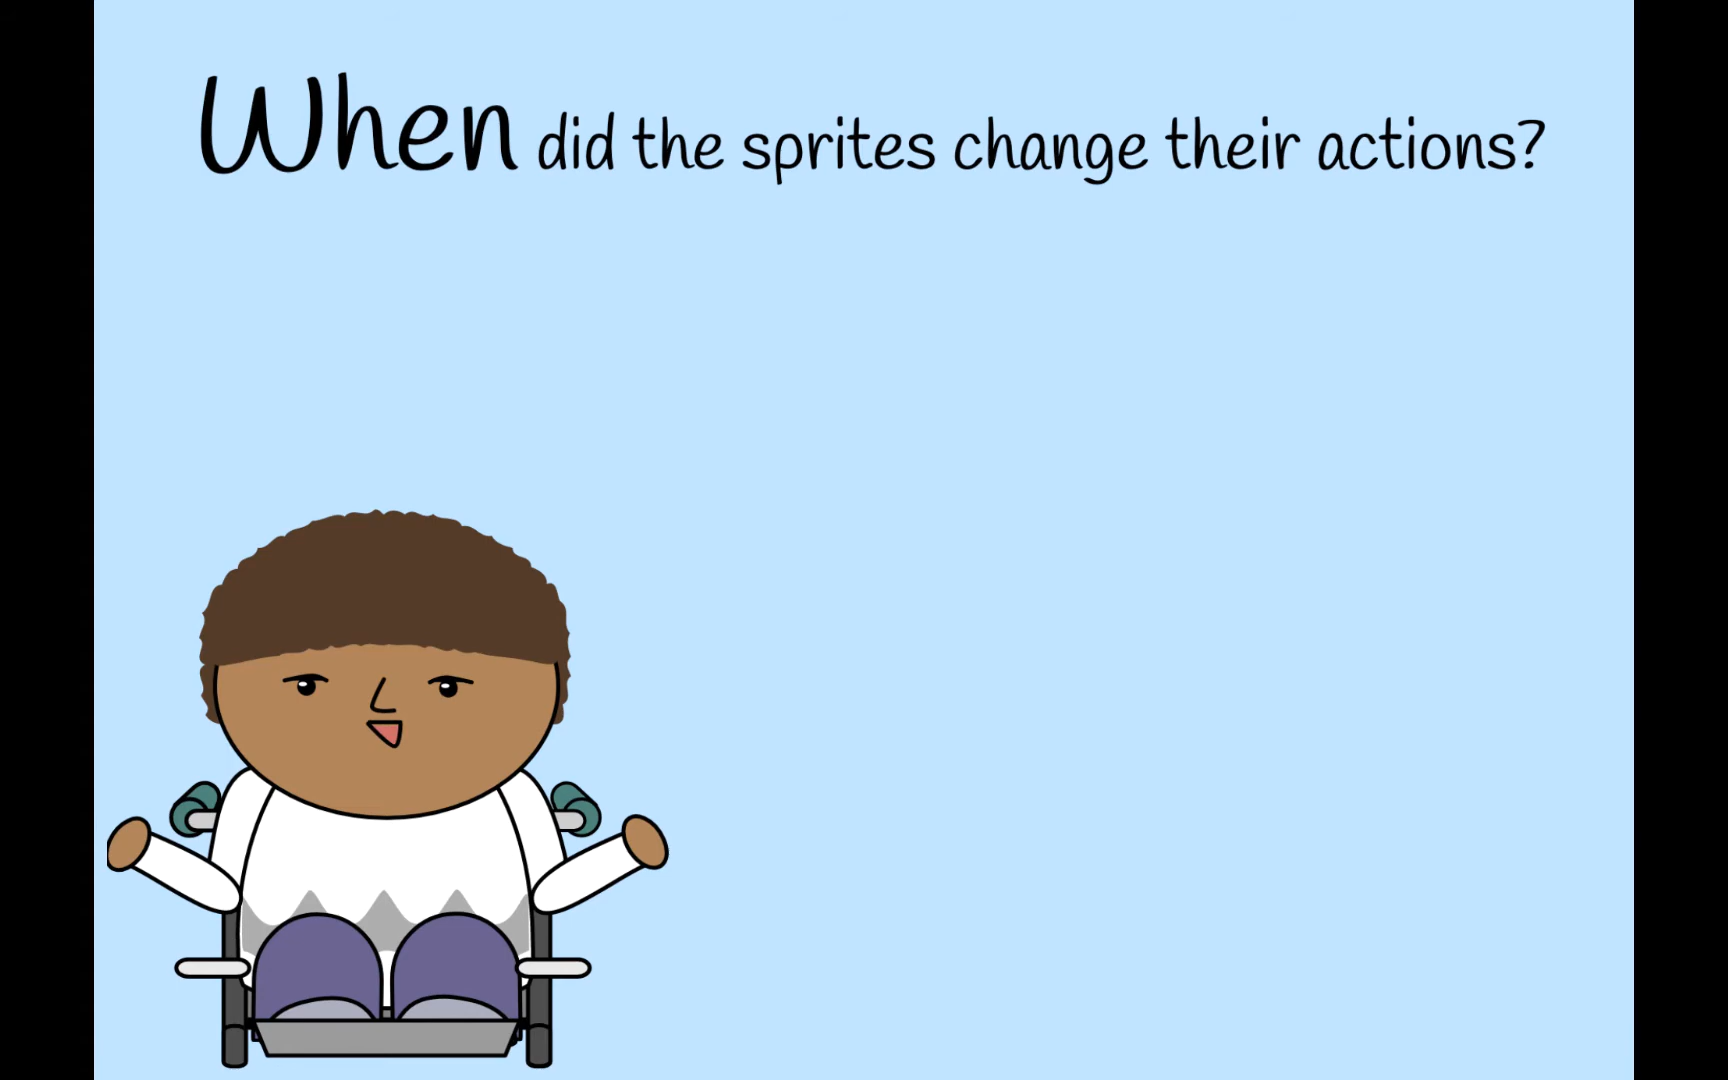 When did the sprites change their actions?